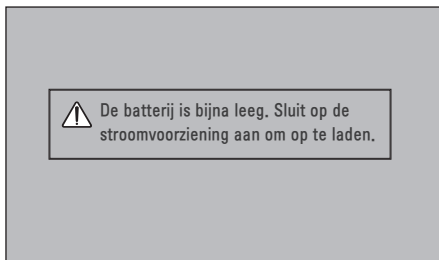 De batterij is bijna leeg. Sluit op de
stroomvoorziening aan om op te laden.